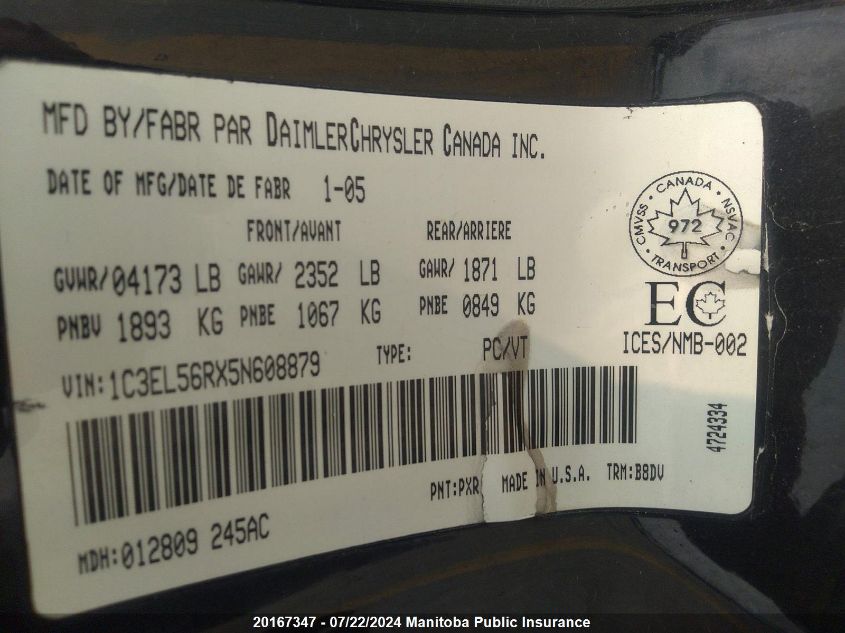 MFD BY/FABR PAR DAIMLERCHRYSLER CANADA INC.
DATE OF MFG/DATE DE FABR 1-05
FRONT/AVANT REAR/ARRIERE
GVWR/04173 LB GAWR/ 2352 LB GAWR/ 1871 LB
PNBV 1893 KG PNBE 1067 KG PNBE 0849 KG
VIN:1C3EL56RX5N608879 TYPE: PC/VT
CANADA
CMVSS NSVAC
972
TRANSPORT
EC
ICES/NMB-002
4724334
PNT:PXR MADE IN U.S.A. TRM:B8DV
MDH:012809 245AC
20167347 - 07/22/2024 Manitoba Public Insurance